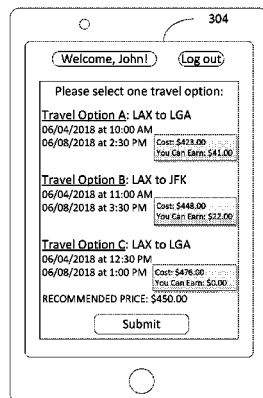 304
Welcome, John! Log out
Please select one travel option:
Travel Option A: LAX to LGA
06/04/2018 at 10:00 AM
06/08/2018 at 2:30 PM
Cost: $423.00
You Can Earn: $41.00
Travel Option B: LAX to JFK
06/04/2018 at 11:00 AM
06/08/2018 at 3:30 PM
Cost: $448.00
You Can Earn: $22.00
Travel Option C: LAX to LGA
06/04/2018 at 12:30 PM
06/08/2018 at 1:00 PM
Cost: $476.00
You Can Earn: $0.00
RECOMMENDED PRICE: $450.00
Submit